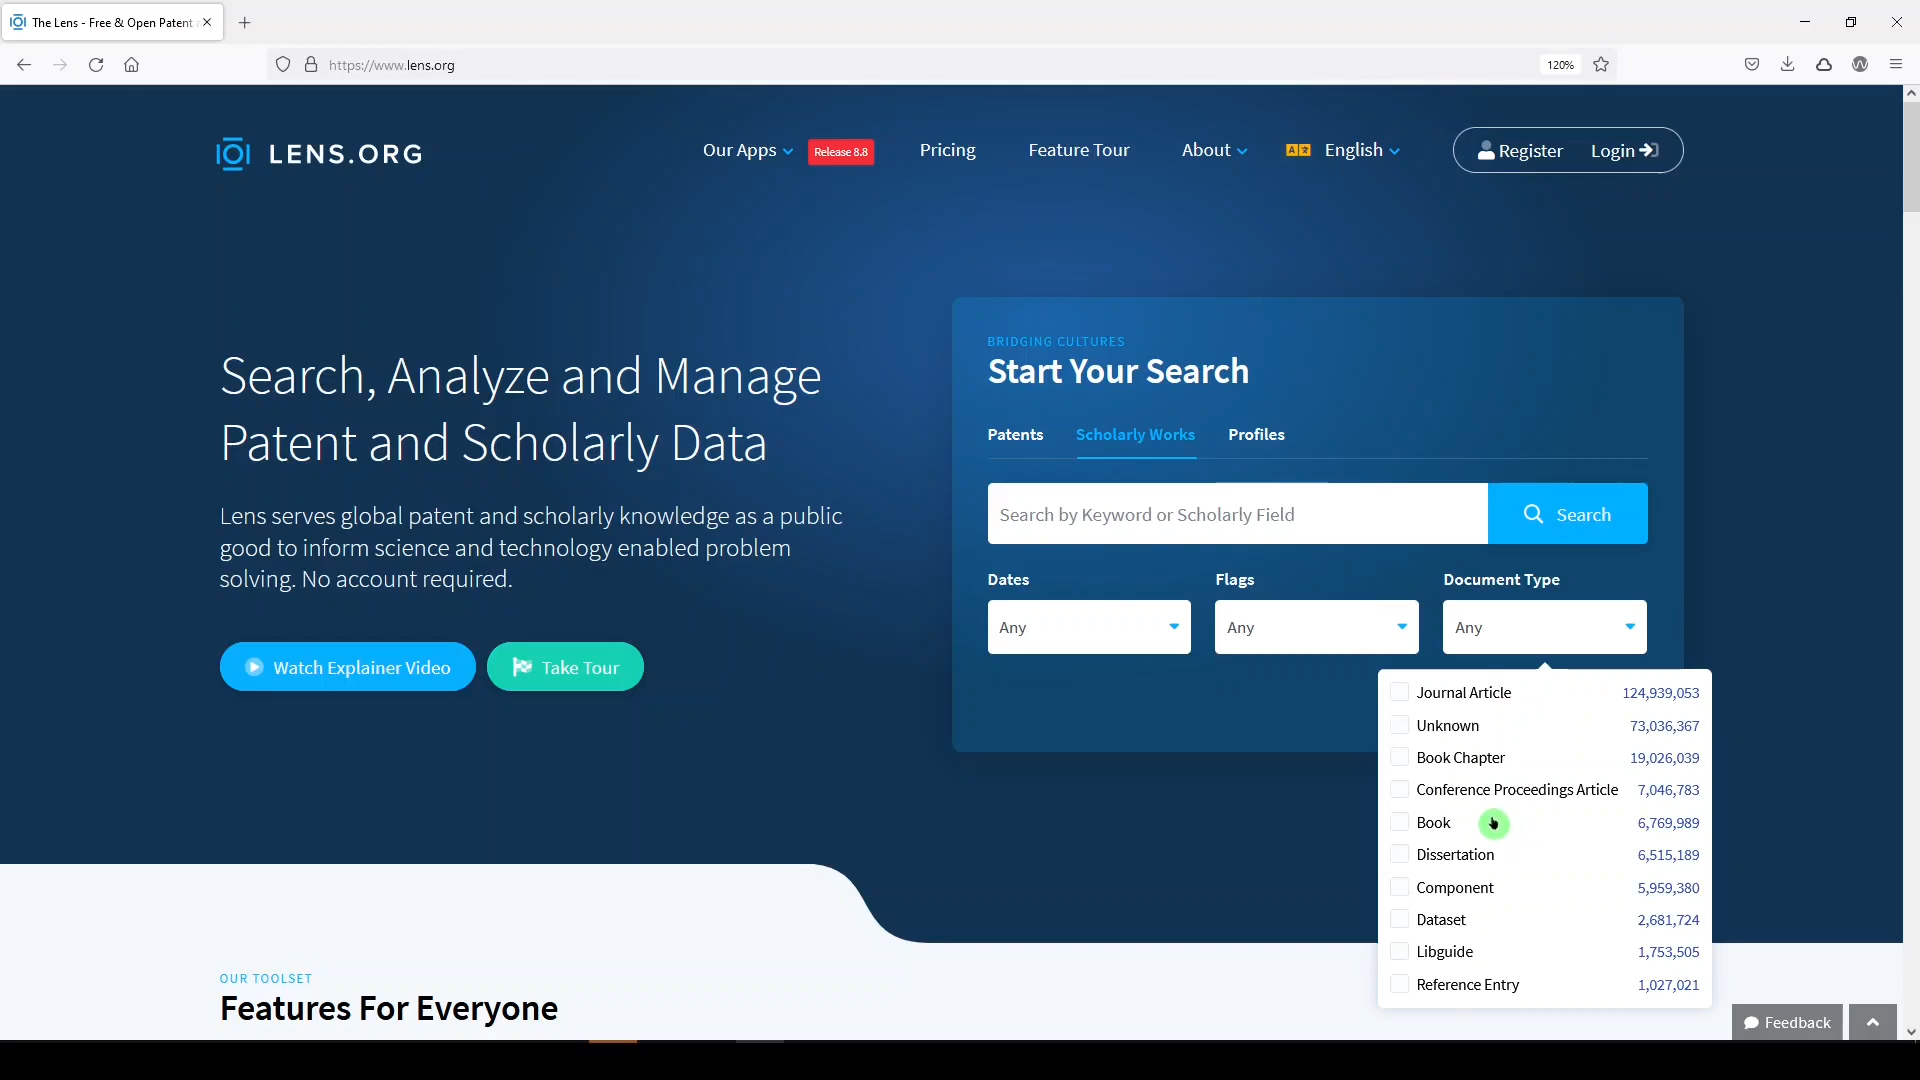 The Lens - Free & Open Patent
https://www.lens.org
120%
LENS.ORG
Our Apps
Release 8.8
Pricing
Feature Tour
About
English
Register
Login
Search, Analyze and Manage
Patent and Scholarly Data
Lens serves global patent and scholarly knowledge as a public
good to inform science and technology enabled problem
solving. No account required.
Watch Explainer Video
Take Tour
BRIDGING CULTURES
Start Your Search
Patents
Scholarly Works
Profiles
Search by Keyword or Scholarly Field
Search
Dates
Flags
Document Type
Any
Any
Any
Journal Article 124,939,053
Unknown 73,036,367
Book Chapter 19,026,039
Conference Proceedings Article 7,046,783
Book 6,769,989
Dissertation 6,515,189
Component 5,959,380
Dataset 2,681,724
Libguide 1,753,505
Reference Entry 1,027,021
OUR TOOLSET
Features For Everyone
Feedback